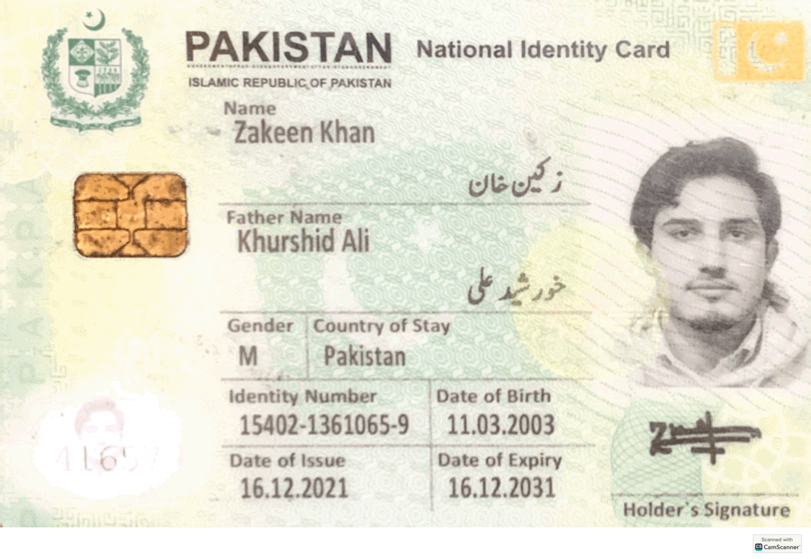 PAKISTAN National Identity Card
ISLAMIC REPUBLIC OF PAKISTAN
Name
Zakeen Khan
زکین خان
Father Name
Khurshid Ali
خورشید علی
Gender Country of Stay
M Pakistan
Identity Number Date of Birth
15402-1361065-9 11.03.2003
Date of Issue Date of Expiry
16.12.2021 16.12.2031
Holder's Signature
PAKP
Scanned with
CamScanner